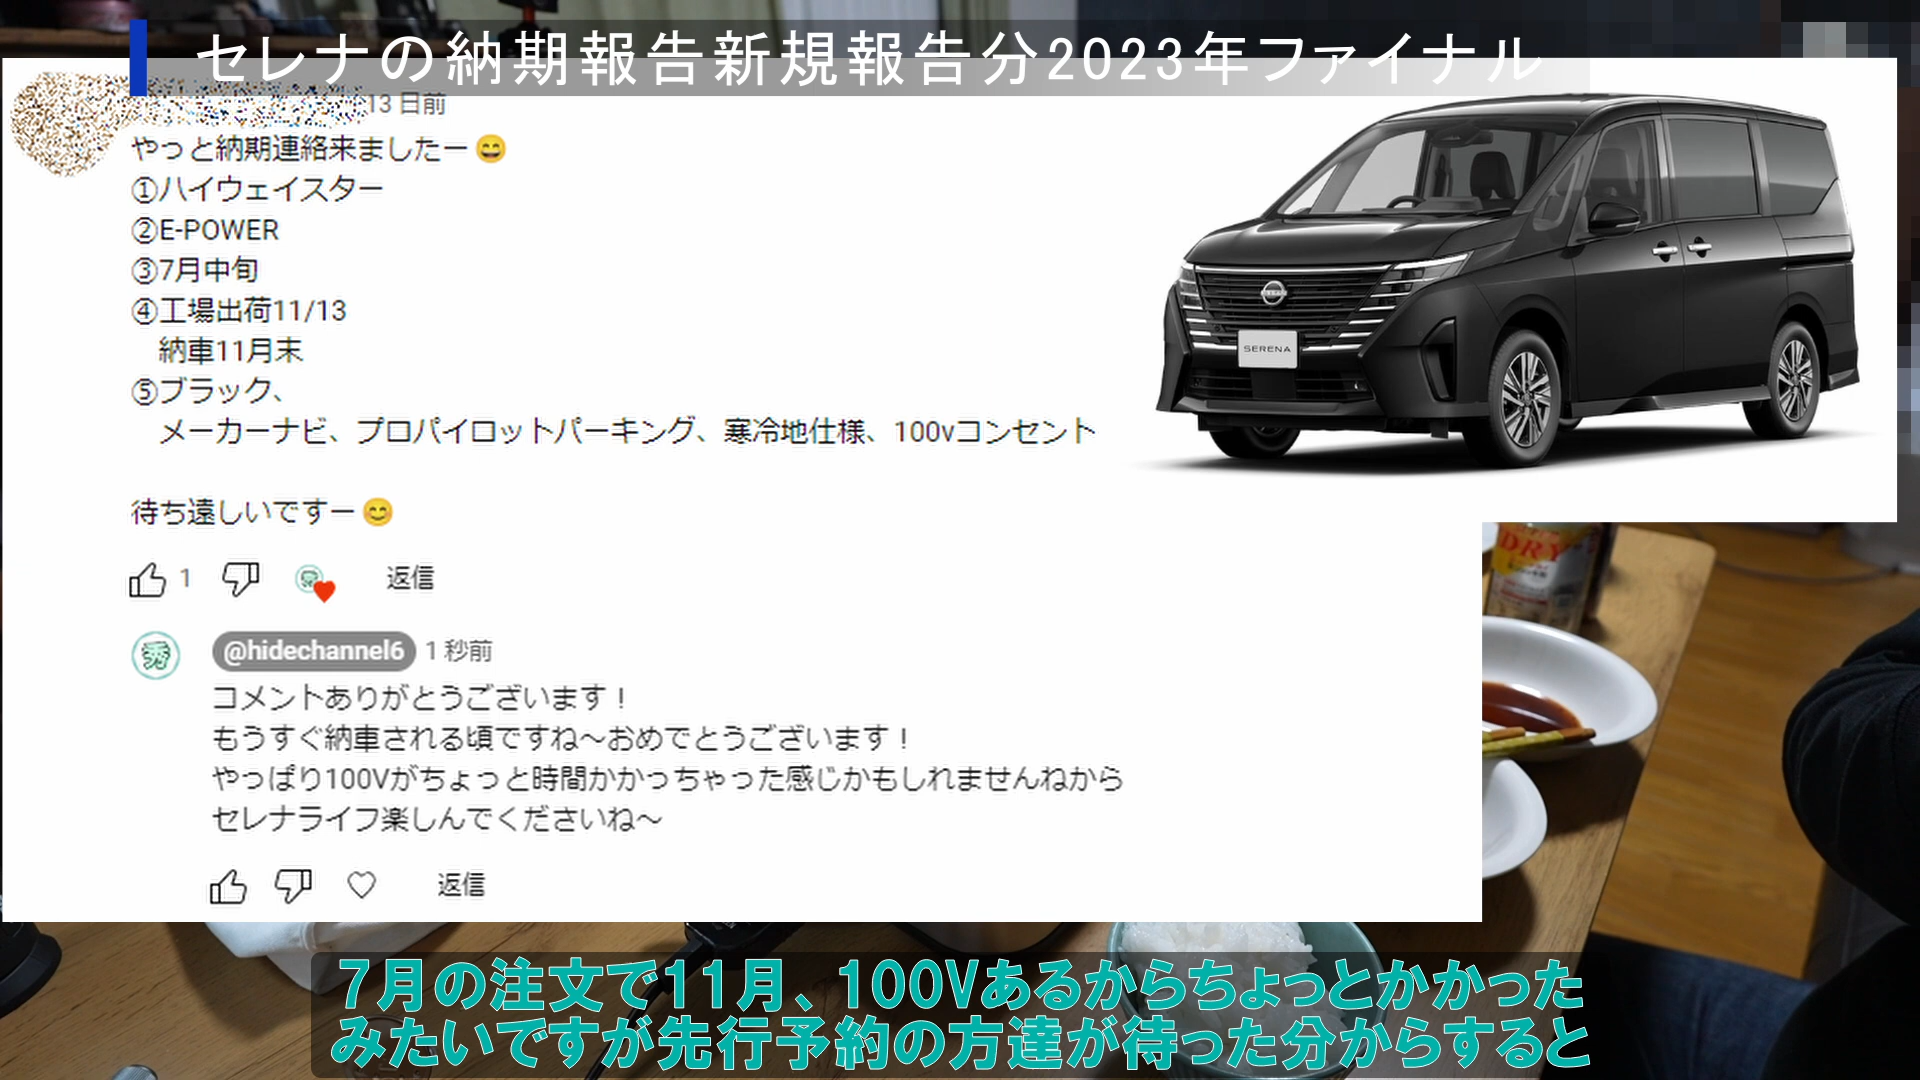 セレナの納期報告新規報告分2023年ファイナル
13 日前
やっと納期連絡来ましたー😄
①ハイウェイスター
②E-POWER
③7月中旬
④工場出荷11/13
納車11月末
⑤ブラック、
メーカーナビ、プロパイロットパーキング、寒冷地仕様、100vコンセント
待ち遠しいですー😊
1 返信
秀
@hidechannel6 1 秒前
コメントありがとうございます！
もうすぐ納車される頃ですね～おめでとうございます！
やっぱり100Vがちょっと時間かかっちゃった感じかもしれませんねから
セレナライフ楽しんでくださいね～
返信
SERENA
DRY
7月の注文で11月、100Vあるからちょっとかかった
みたいですが先行予約の方達が待った分からすると